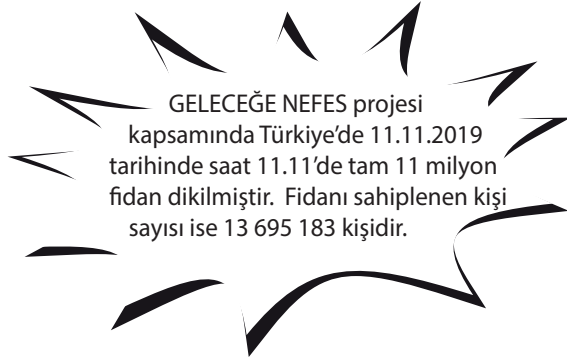 GELECEĞE NEFES projesi
kapsamında Türkiye’de 11.11.2019
tarihinde saat 11.11’de tam 11 milyon
fidan dikilmiştir. Fidanı sahiplenen kişi
sayısı ise 13 695 183 kişidir.